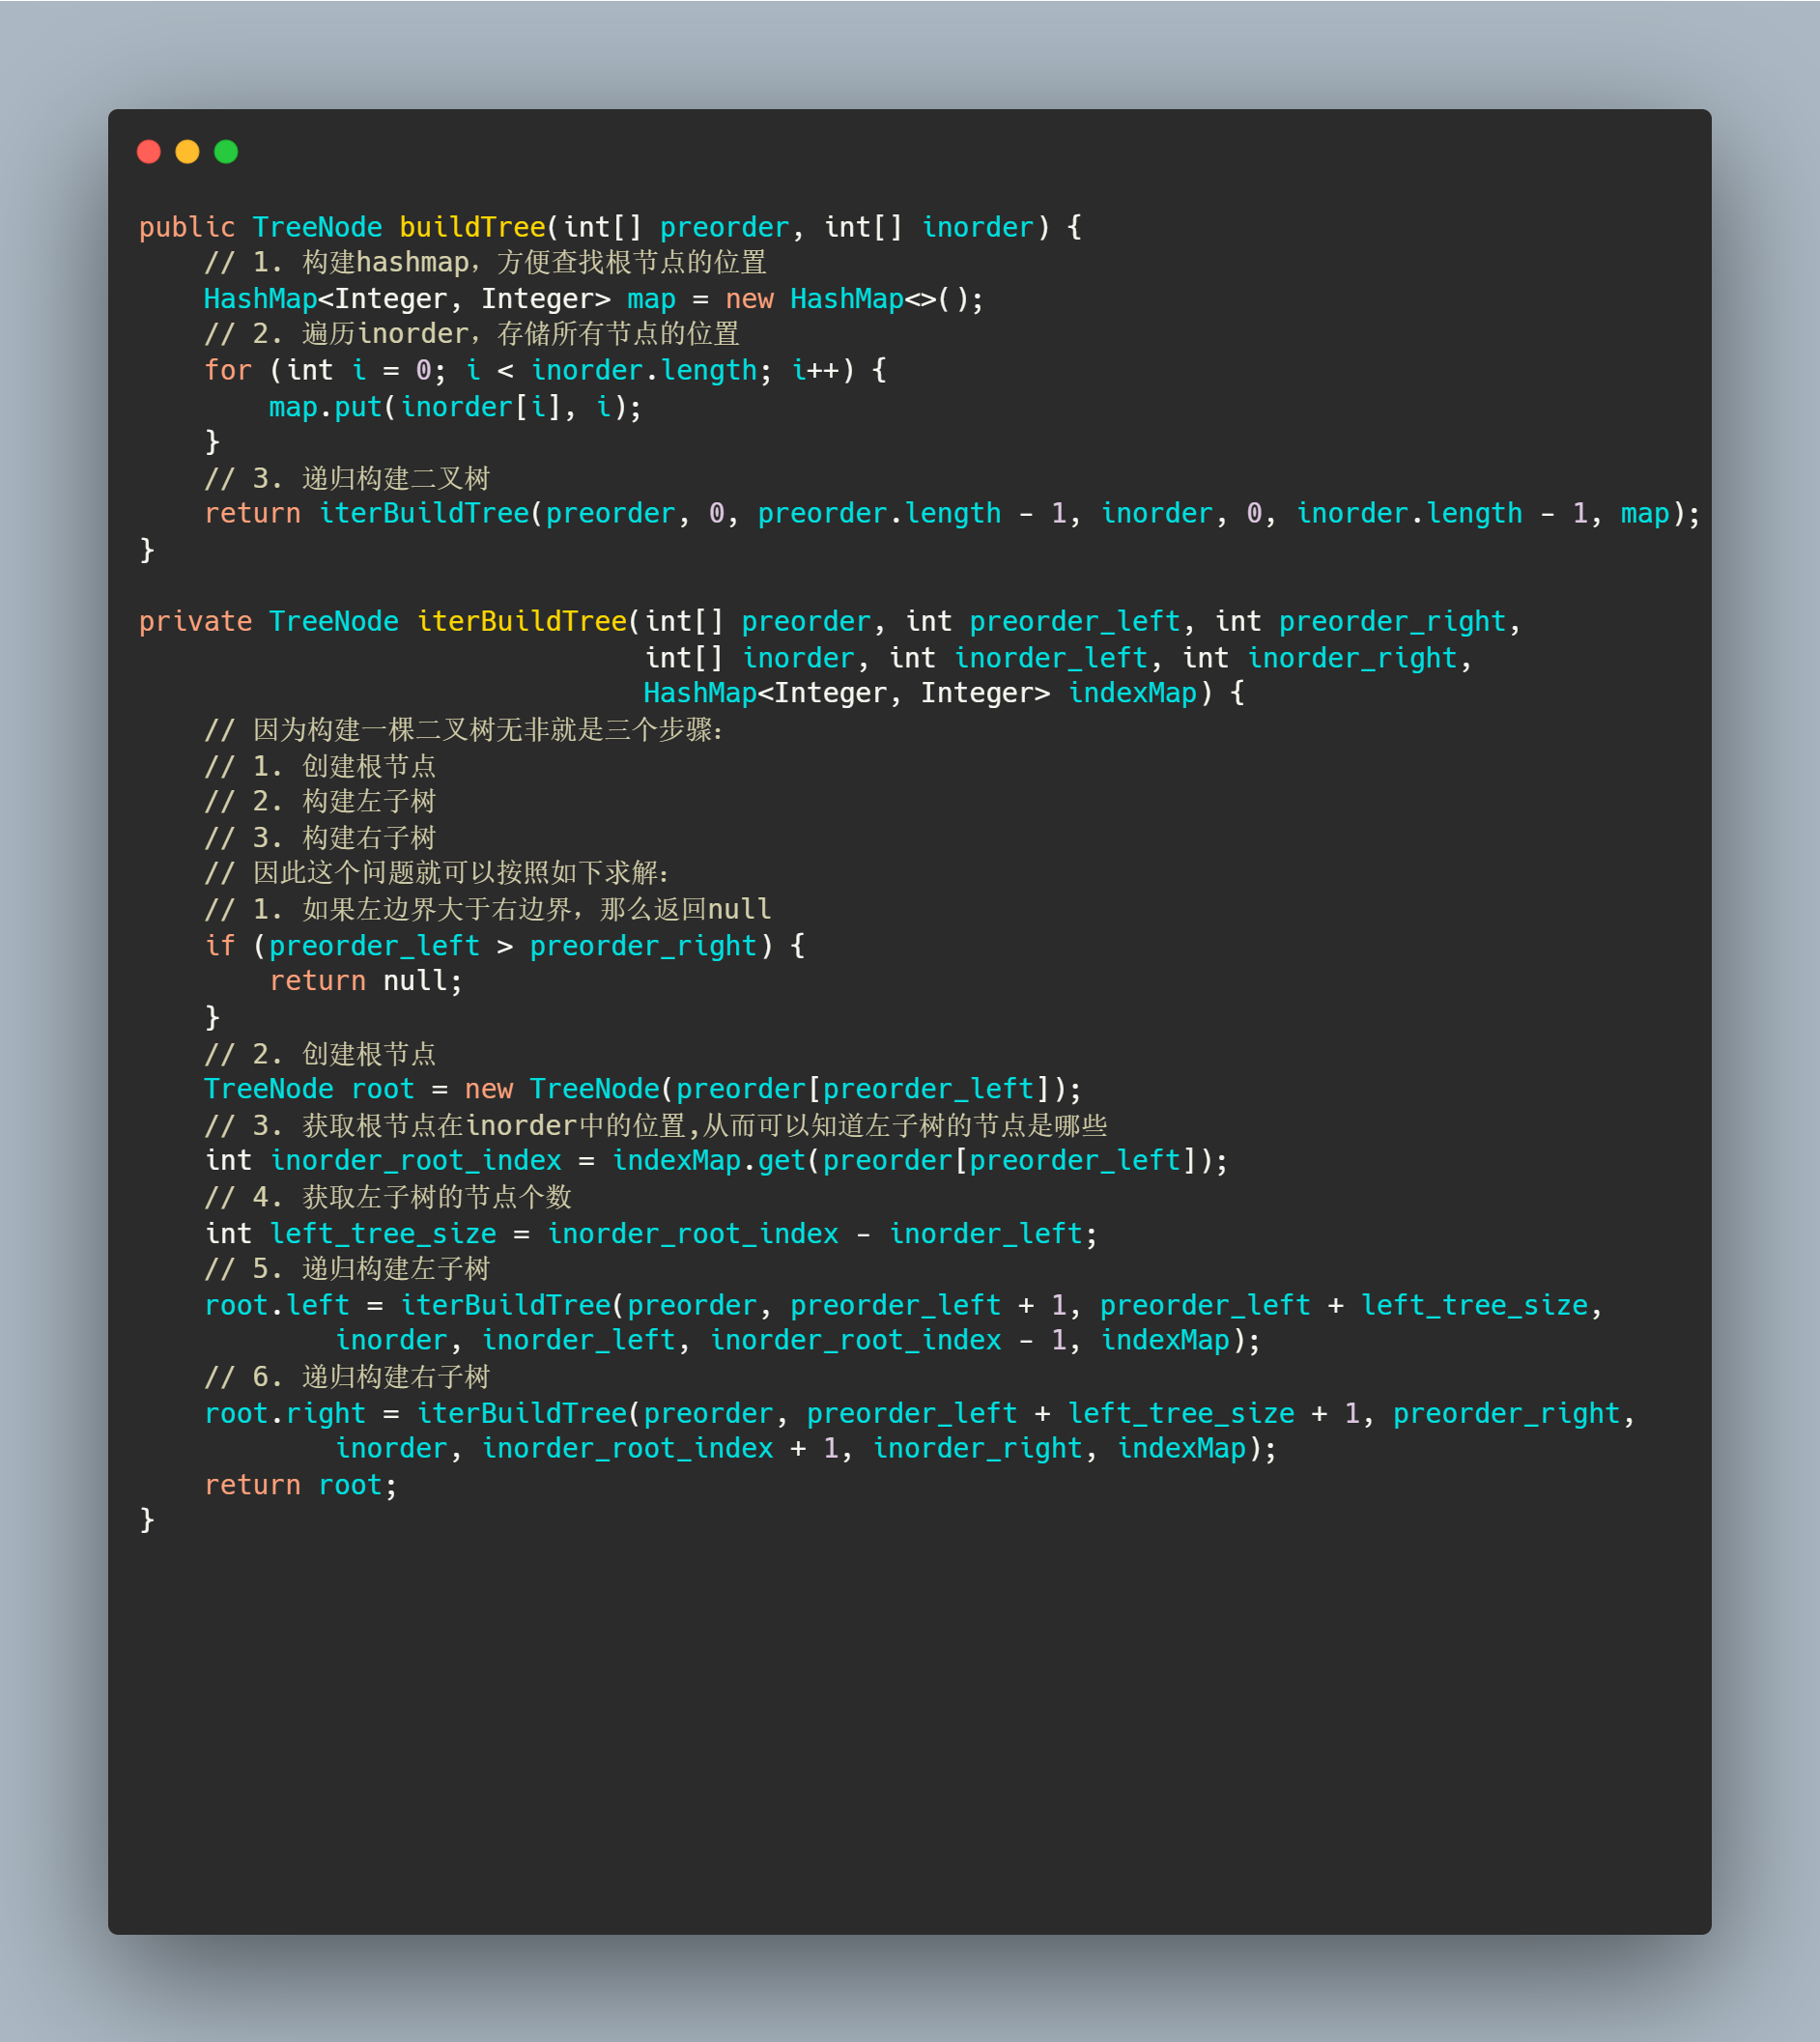 public TreeNode buildTree(int[] preorder, int[] inorder) {
    // 1. 构建hashmap，方便查找根节点的位置
    HashMap<Integer, Integer> map = new HashMap<>();
    // 2. 遍历inorder，存储所有节点的位置
    for (int i = 0; i < inorder.length; i++) {
        map.put(inorder[i], i);
    }
    // 3. 递归构建二叉树
    return iterBuildTree(preorder, 0, preorder.length - 1, inorder, 0, inorder.length - 1, map);
}

private TreeNode iterBuildTree(int[] preorder, int preorder_left, int preorder_right,
                               int[] inorder, int inorder_left, int inorder_right,
                               HashMap<Integer, Integer> indexMap) {
    // 因为构建一棵二叉树无非就是三个步骤：
    // 1. 创建根节点
    // 2. 构建左子树
    // 3. 构建右子树
    // 因此这个问题就可以按照如下求解：
    // 1. 如果左边界大于右边界，那么返回null
    if (preorder_left > preorder_right) {
        return null;
    }
    // 2. 创建根节点
    TreeNode root = new TreeNode(preorder[preorder_left]);
    // 3. 获取根节点在inorder中的位置,从而可以知道左子树的节点是哪些
    int inorder_root_index = indexMap.get(preorder[preorder_left]);
    // 4. 获取左子树的节点个数
    int left_tree_size = inorder_root_index - inorder_left;
    // 5. 递归构建左子树
    root.left = iterBuildTree(preorder, preorder_left + 1, preorder_left + left_tree_size,
            inorder, inorder_left, inorder_root_index - 1, indexMap);
    // 6. 递归构建右子树
    root.right = iterBuildTree(preorder, preorder_left + left_tree_size + 1, preorder_right,
            inorder, inorder_root_index + 1, inorder_right, indexMap);
    return root;
}